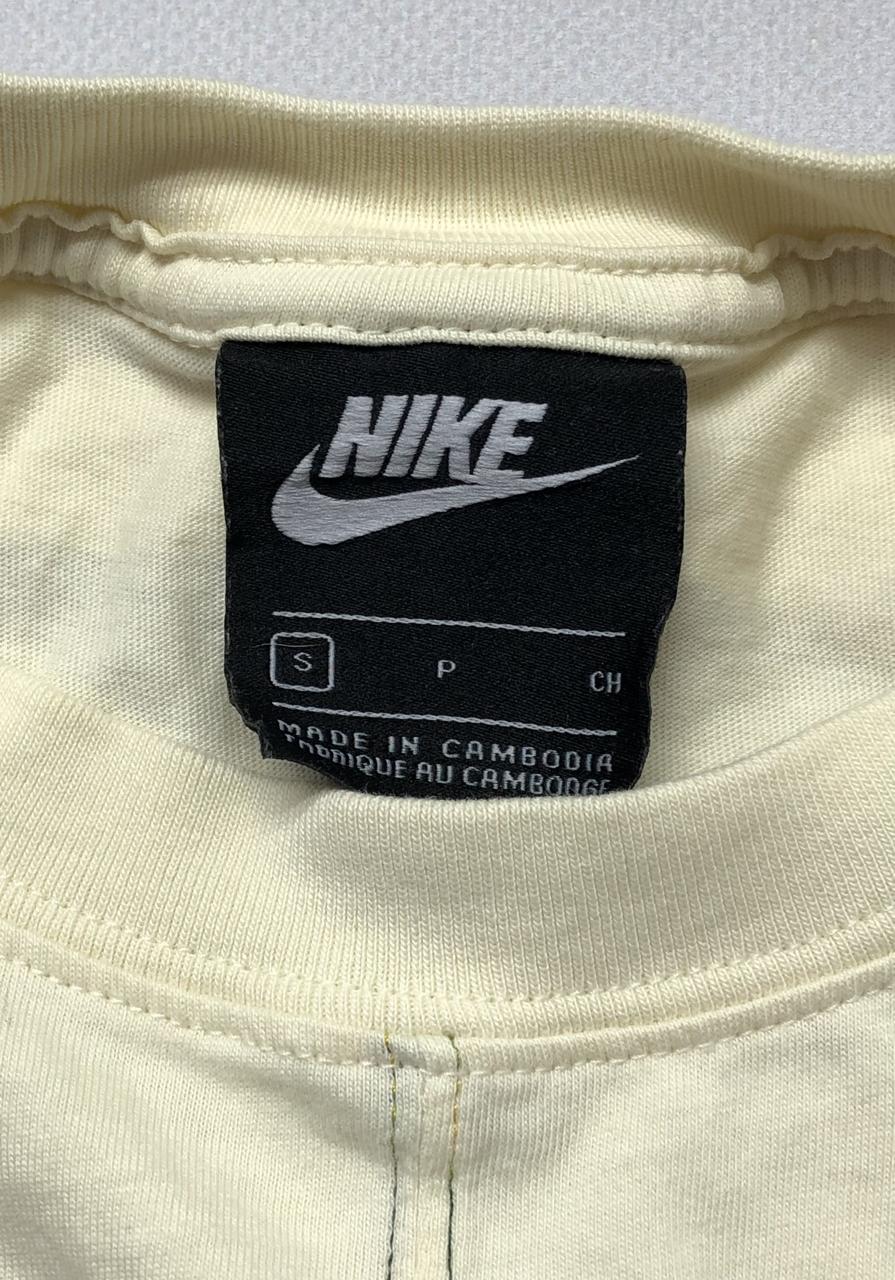 NIKE
S P CH
MADE IN CAMBODIA
FABRIQUE AU CAMBODGE